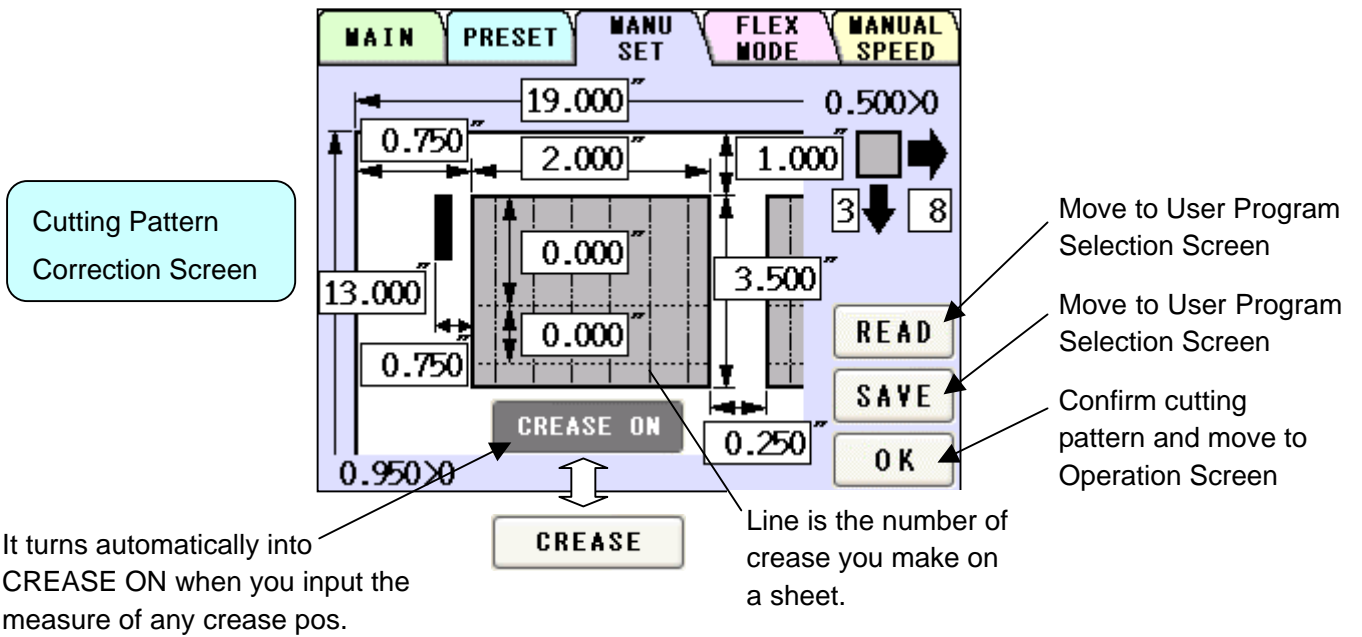 MAIN
PRESET
MANU
SET
FLEX
MODE
MANUAL
SPEED
19.000"
0.500>0
0.750"
2.000"
1.000"
3 8
Cutting Pattern
Correction Screen
0.000"
13.000"
3.500"
0.000"
0.750"
READ
SAVE
OK
CREASE ON
0.250"
0.950>0
CREASE
Move to User Program
Selection Screen
Move to User Program
Selection Screen
Confirm cutting
pattern and move to
Operation Screen
It turns automatically into
CREASE ON when you input the
measure of any crease pos.
Line is the number of
crease you make on
a sheet.